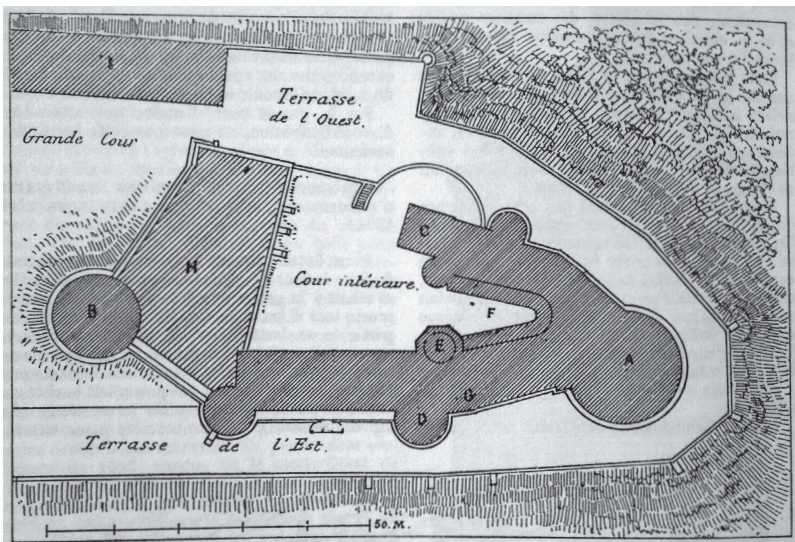 I
Terrasse
de l'Ouest.
Grande Cour
C
H
Cour intérieure.
B
F
E
A
G
D
Terrasse de l'Est.
50. M.